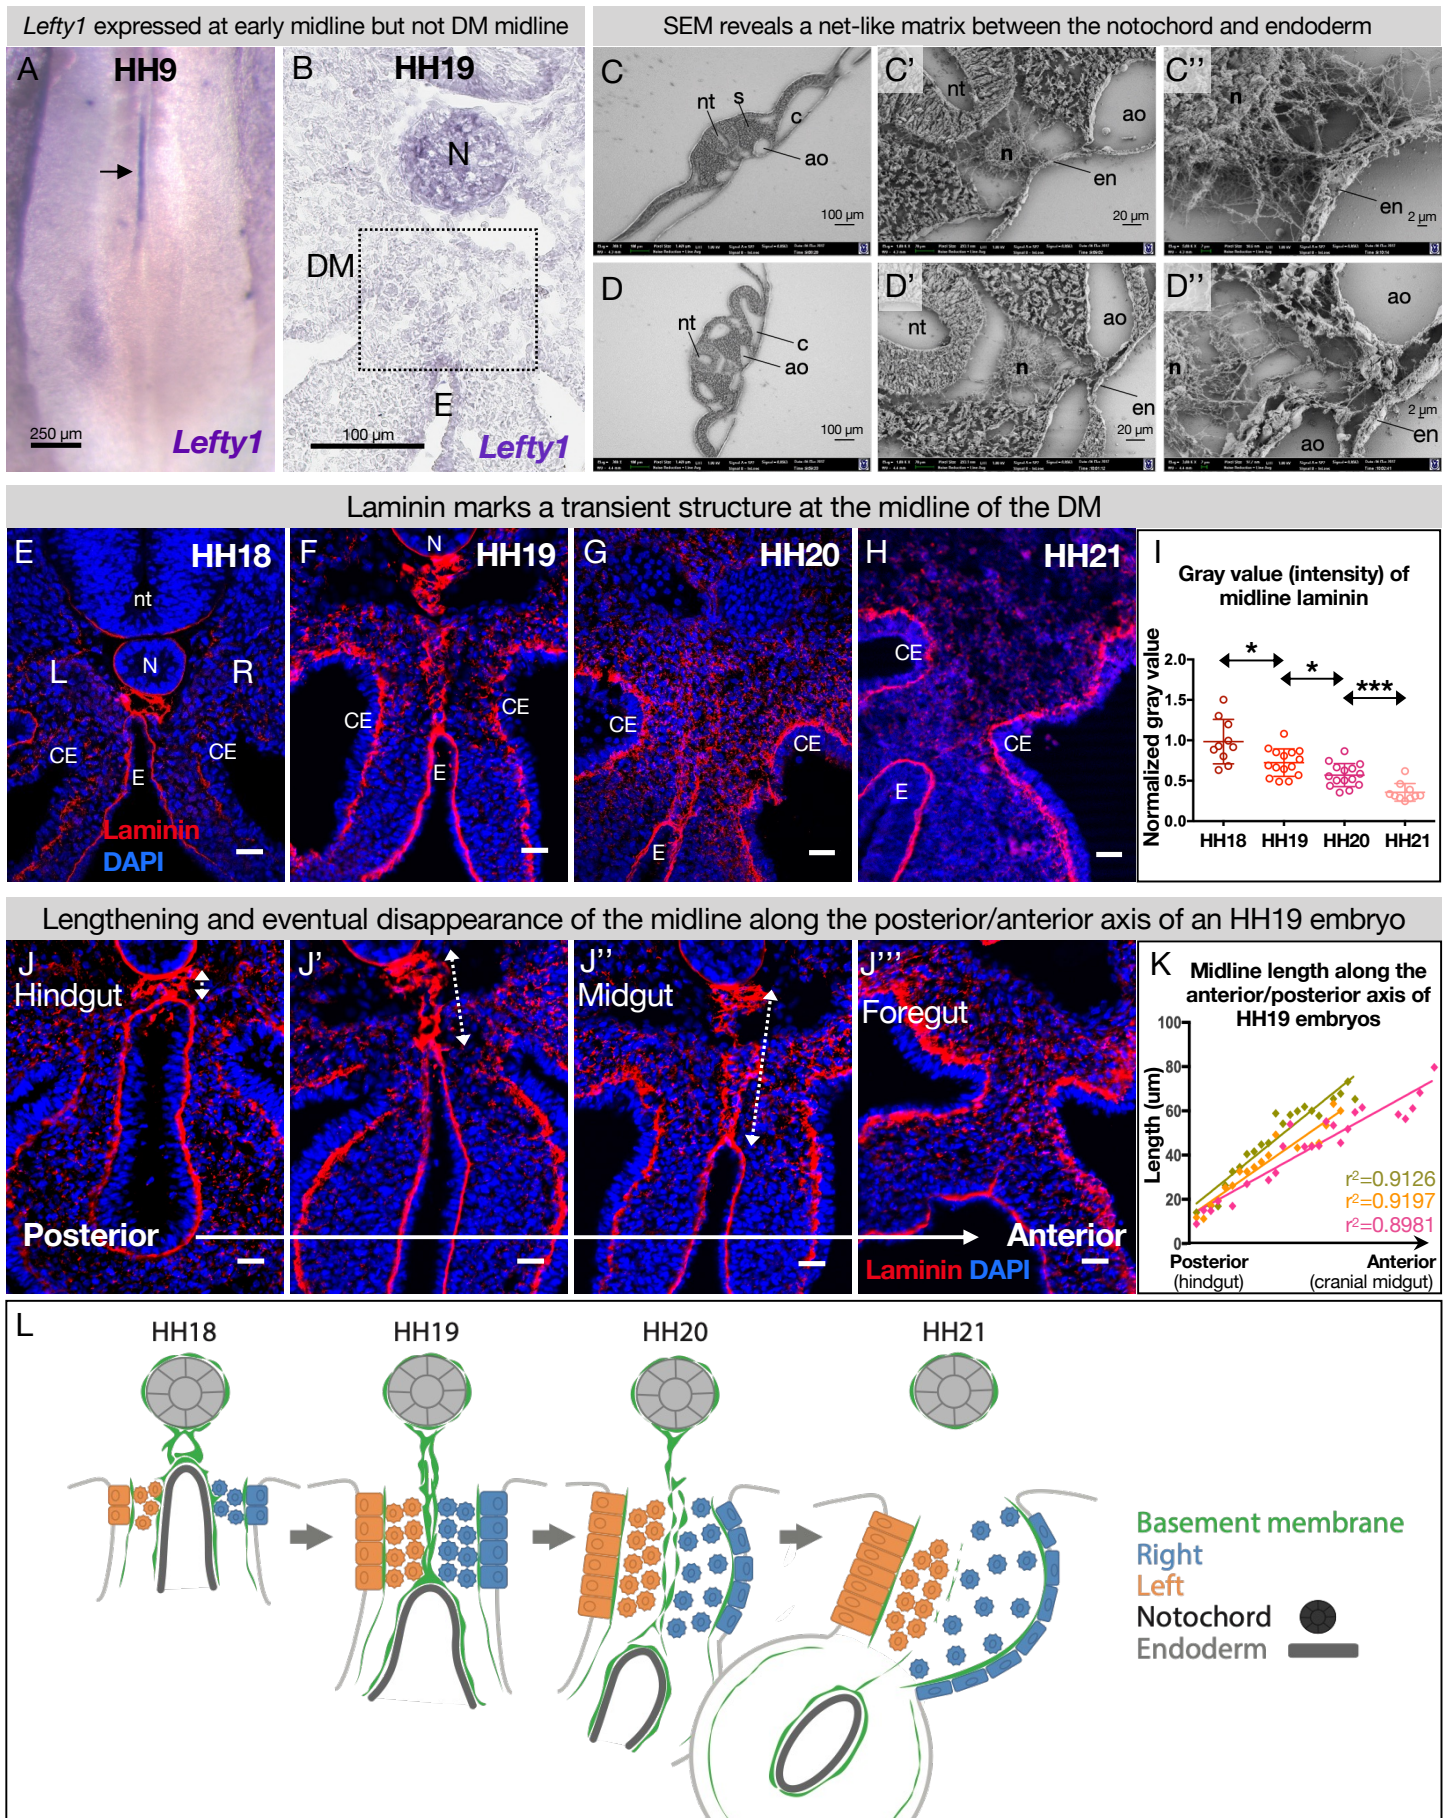 Lefty1 expressed at early midline but not DM midline
SEM reveals a net-like matrix between the notochord and endoderm
A
HH9
250 µm
Lefty1
B
HH19
N
DM
E
100 µm
Lefty1
C
nt
s
c
ao
100 µm
C'
nt
n
ao
en
20 µm
C''
n
ao
en
2 µm
D
nt
c
ao
100 µm
D'
nt
n
ao
en
20 µm
D''
n
ao
ao
en
2 µm
Laminin marks a transient structure at the midline of the DM
E
HH18
nt
N
L
R
CE
CE
E
Laminin
DAPI
F
HH19
N
CE
CE
E
G
HH20
CE
CE
E
H
HH21
CE
CE
E
I
Gray value (intensity) of
midline laminin
Normalized gray value
2.0
1.5
1.0
0.5
0.0
*
*
***
HH18 HH19 HH20 HH21
Lengthening and eventual disappearance of the midline along the posterior/anterior axis of an HH19 embryo
J
Hindgut
J'
J''
Midgut
J'''
Foregut
Posterior
Anterior
Laminin DAPI
K
Midline length along the
anterior/posterior axis of
HH19 embryos
Length (um)
100
80
60
40
20
0
r²=0.9126
r²=0.9197
r²=0.8981
Posterior
(hindgut)
Anterior
(cranial midgut)
L
HH18
HH19
HH20
HH21
Basement membrane
Right
Left
Notochord
Endoderm